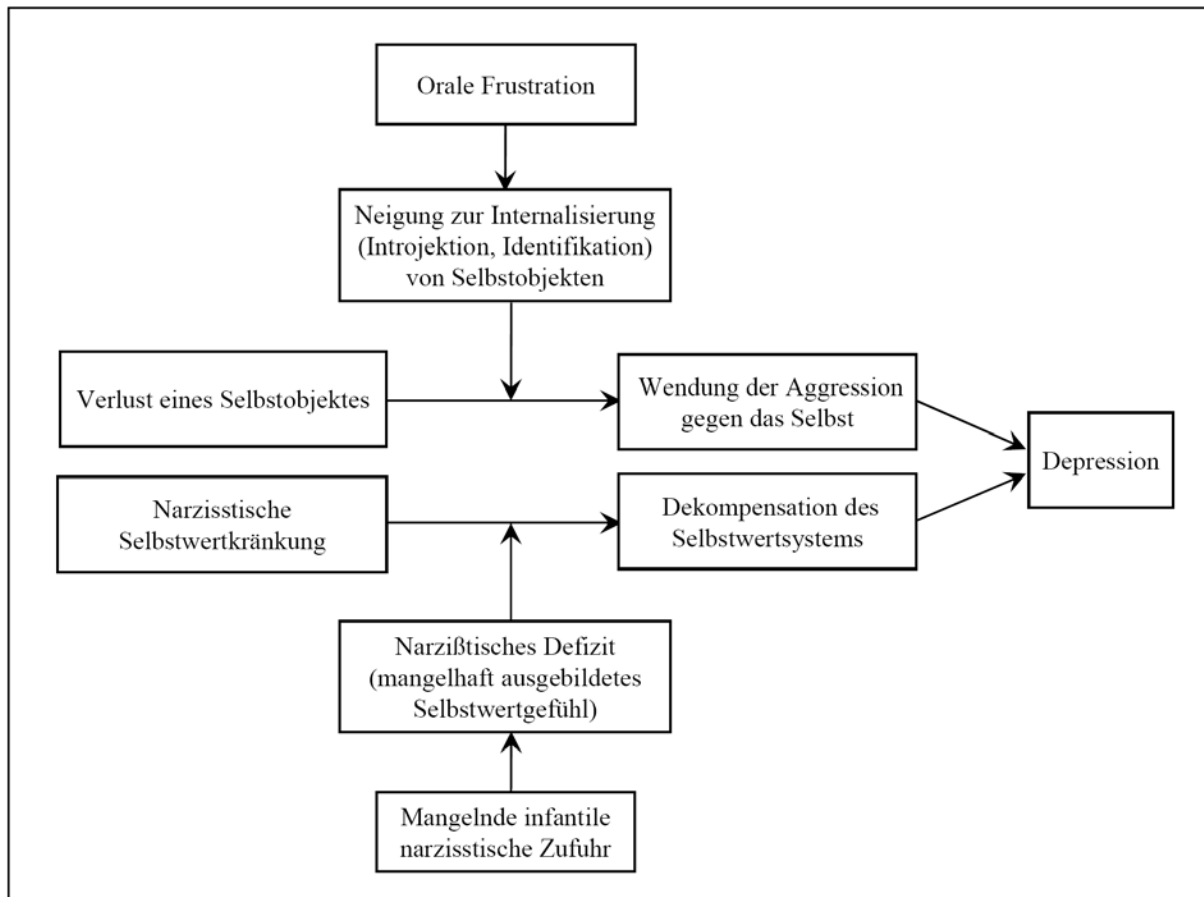 Orale Frustration
Neigung zur Internalisierung
(Introjektion, Identifikation)
von Selbstobjekten
Verlust eines Selbstobjektes
Wendung der Aggression
gegen das Selbst
Depression
Narzisstische
Selbstwertkränkung
Dekompensation des
Selbstwertsystems
Narzißtisches Defizit
(mangelhaft ausgebildetes
Selbstwertgefühl)
Mangelnde infantile
narzisstische Zufuhr